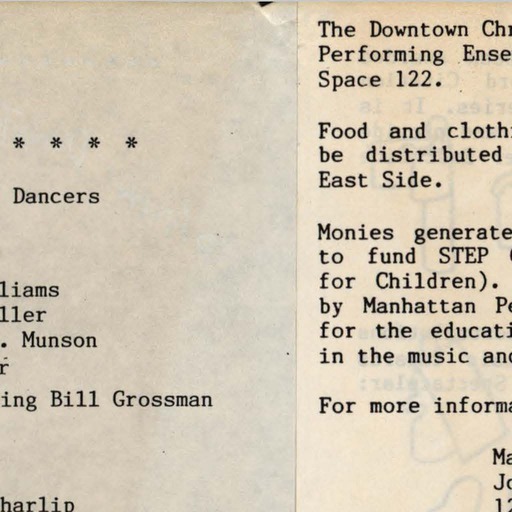 * * * *
Dancers
liams
ller
. Munson
r
ing Bill Grossman
harlip
The Downtown Chr
Performing Ense
Space 122.
Food and clothi
be distributed
East Side.
Monies generate
to fund STEP
for Children).
by Manhattan Pe
for the educati
in the music and
For more informa
Ma
Jo
12